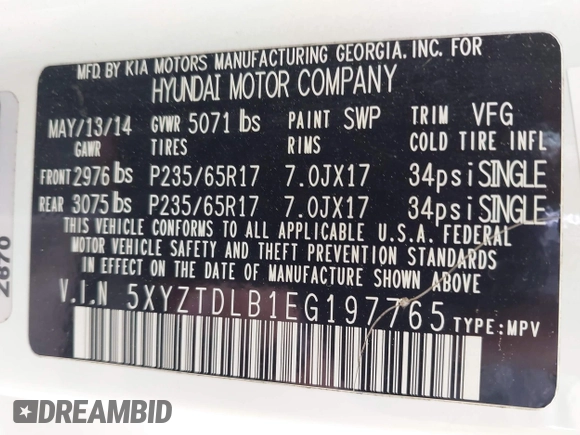 MFD. BY KIA MOTORS MANUFACTURING GEORGIA, INC. FOR
HYUNDAI MOTOR COMPANY
MAY/13/14 GVWR 5071 lbs PAINT SWP TRIM VFG
GAWR TIRES RIMS COLD TIRE INFL
FRONT 2976 lbs P235/65R17 7.0JX17 34psi SINGLE
REAR 3075 lbs P235/65R17 7.0JX17 34psi SINGLE
THIS VEHICLE CONFORMS TO ALL APPLICABLE U.S.A. FEDERAL
MOTOR VEHICLE SAFETY AND THEFT PREVENTION STANDARDS
IN EFFECT ON THE DATE OF MANUFACTURE SHOWN ABOVE.
V.I.N 5XYZTDLB1EG197765 TYPE: MPV
DREAMBID